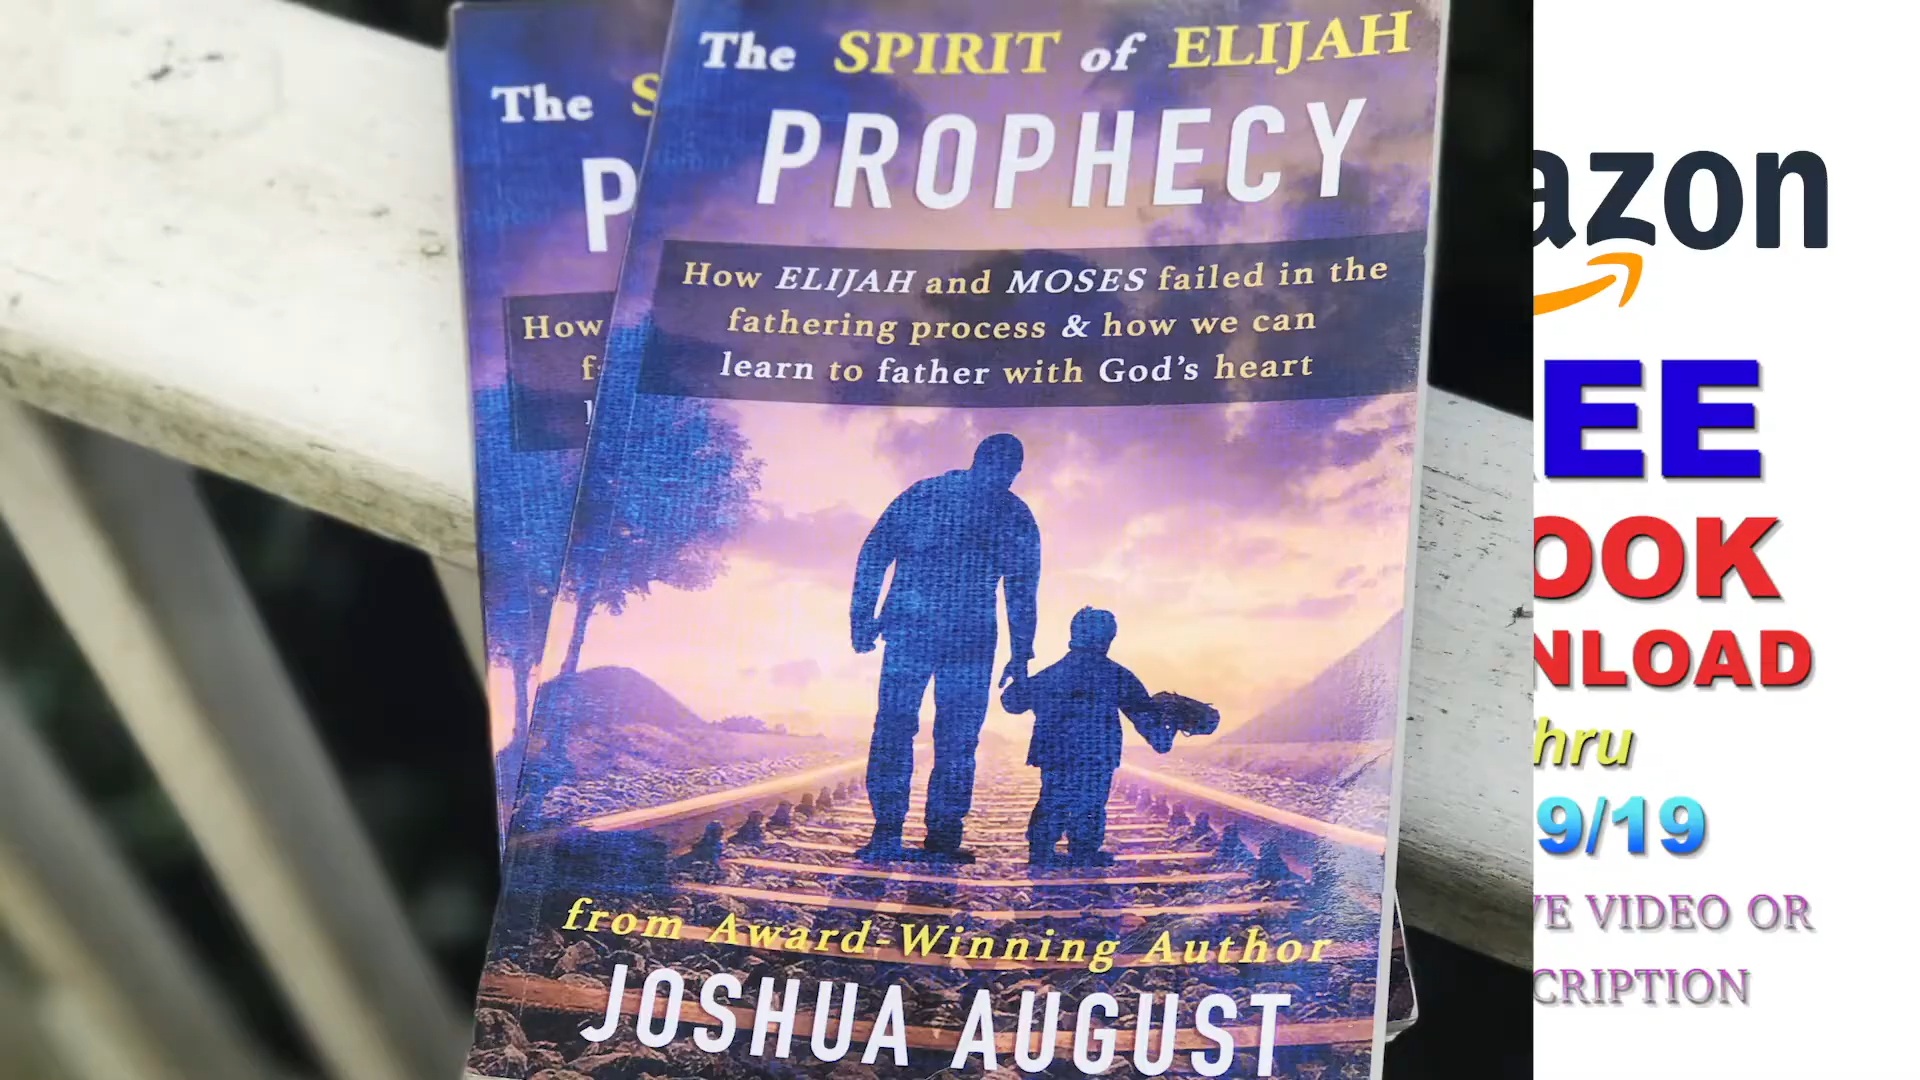 The SPIRIT of ELIJAH
PROPHECY
How ELIJAH and MOSES failed in the
fathering process & how we can
learn to father with God's heart
from Award-Winning Author
JOSHUA AUGUST
The S
P
How
f
azon
EE
OOK
NLOAD
hru
9/19
VE VIDEO OR
CRIPTION